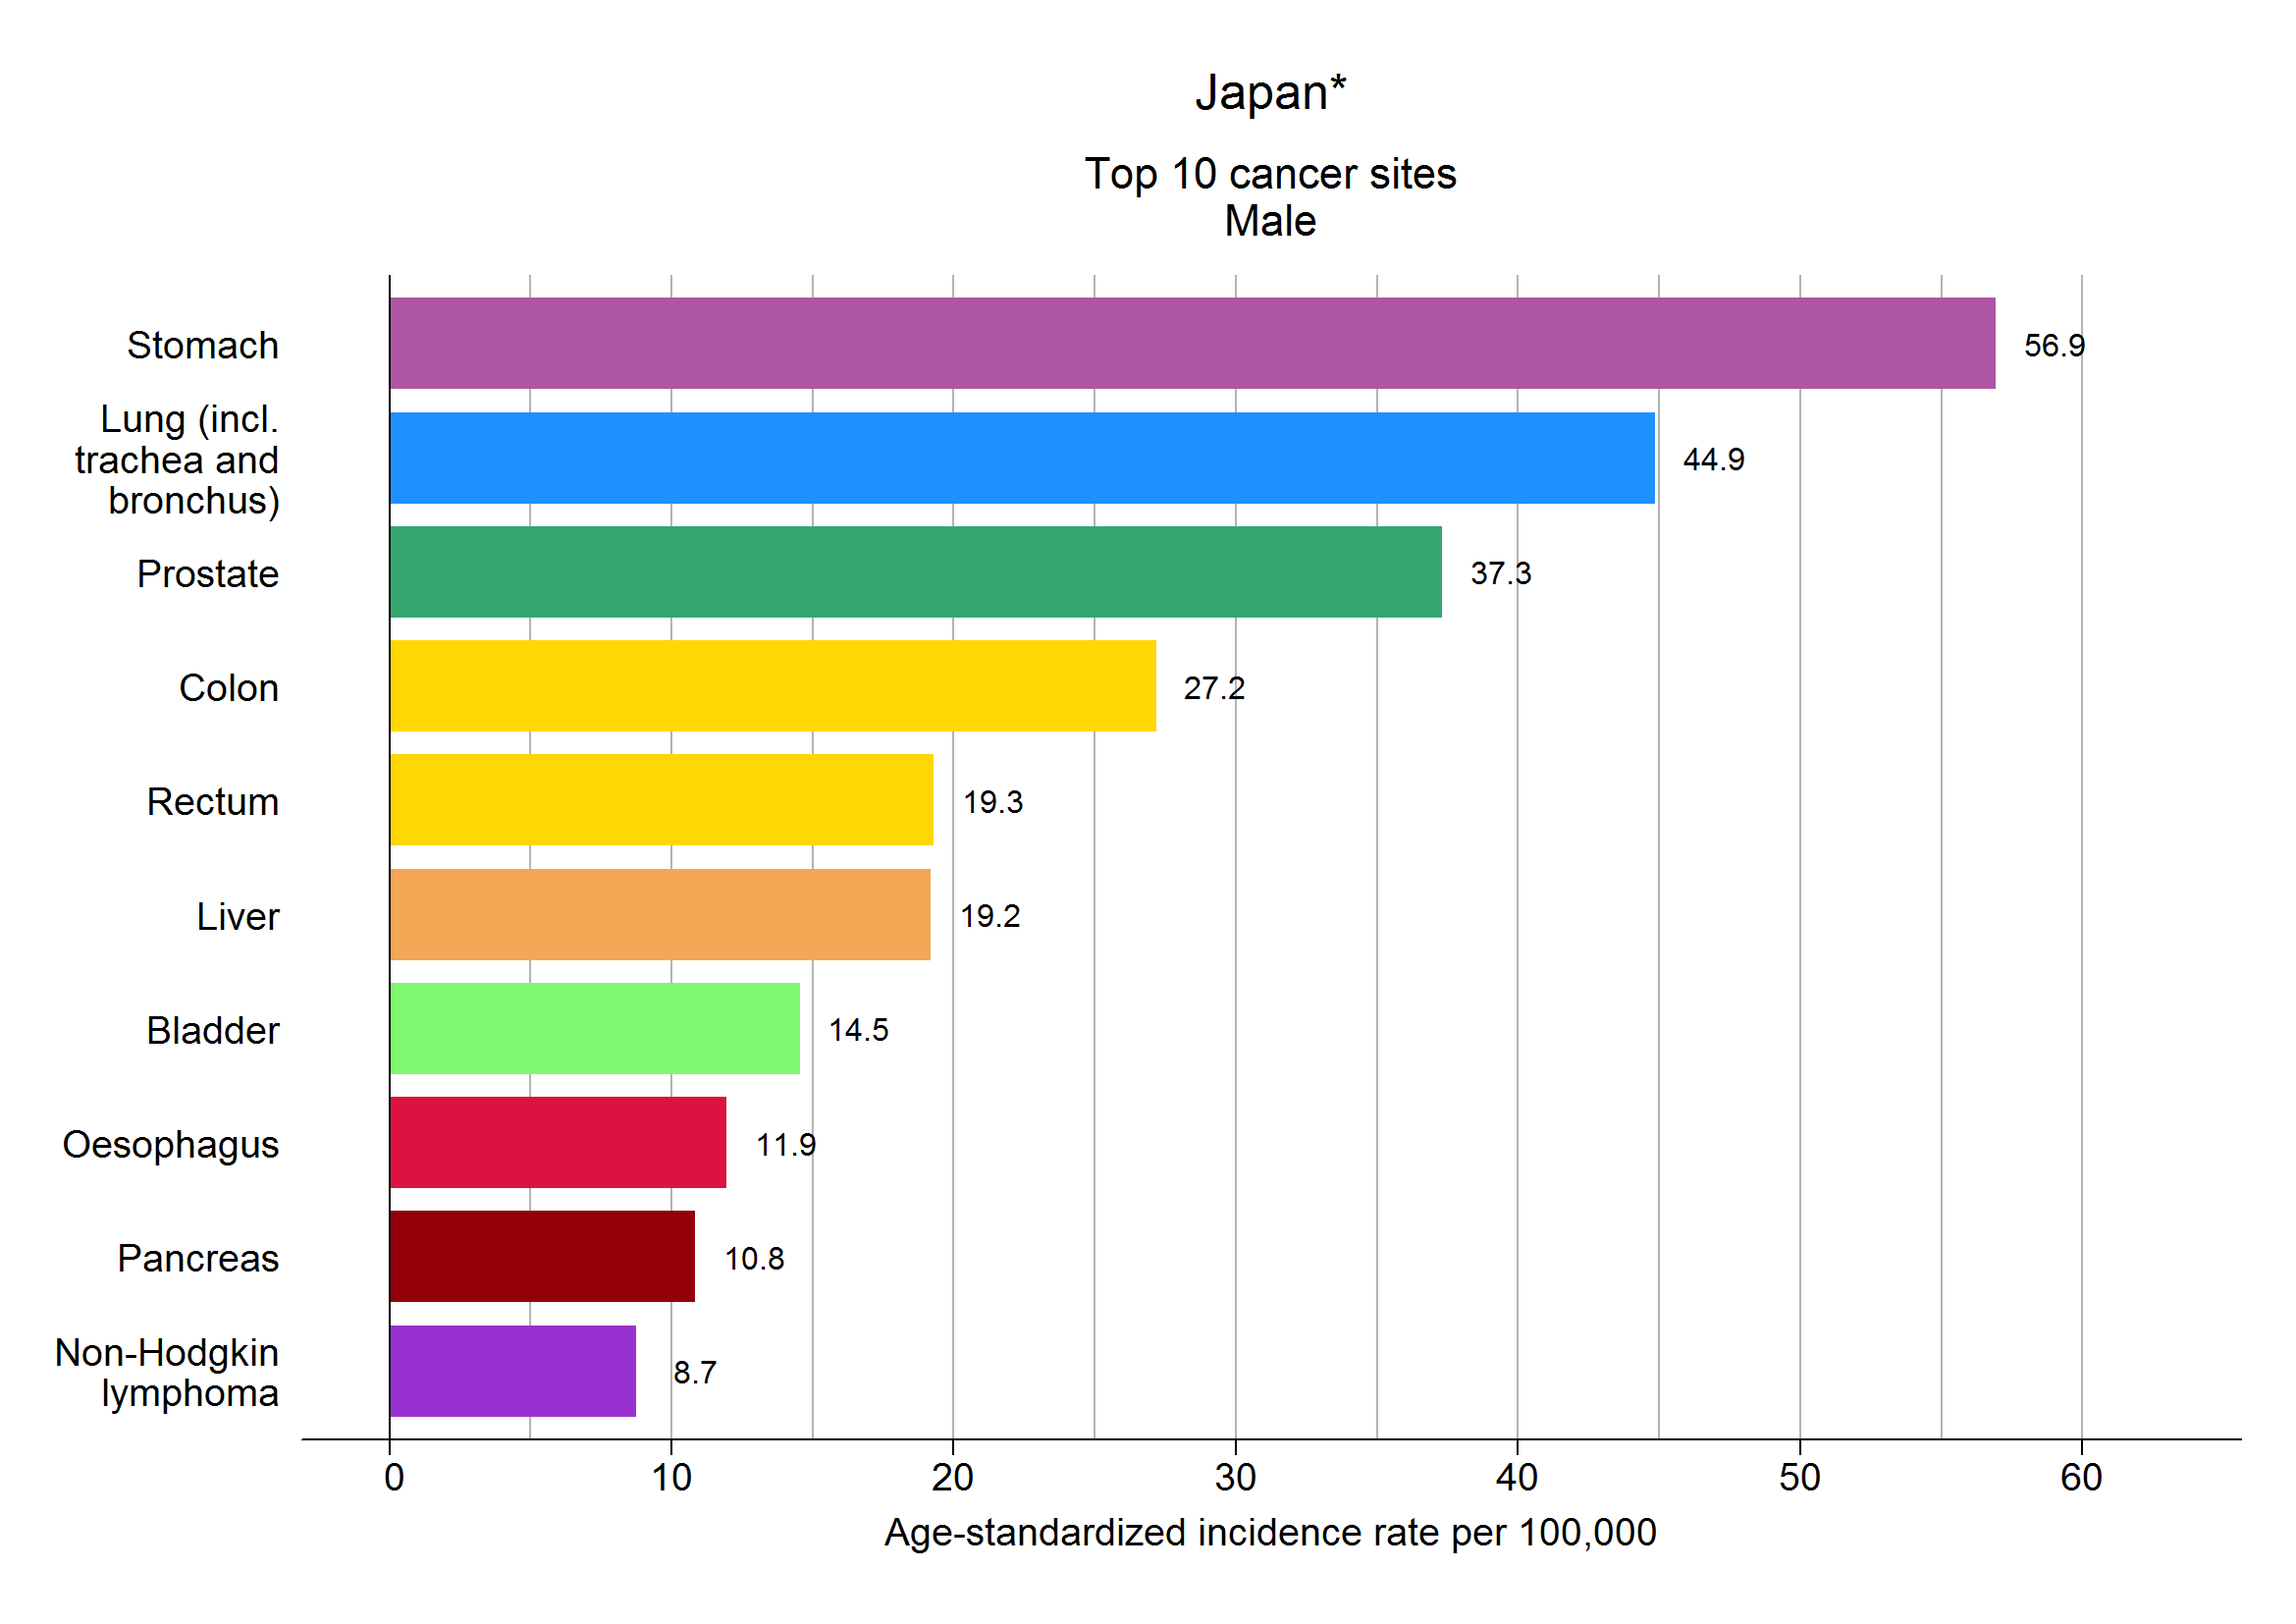 Japan*
Top 10 cancer sites
Male
Stomach
56.9
Lung (incl.
trachea and
bronchus)
44.9
Prostate
37.3
Colon
27.2
Rectum
19.3
Liver
19.2
Bladder
14.5
Oesophagus
11.9
Pancreas
10.8
Non-Hodgkin
lymphoma
8.7
0 10 20 30 40 50 60
Age-standardized incidence rate per 100,000